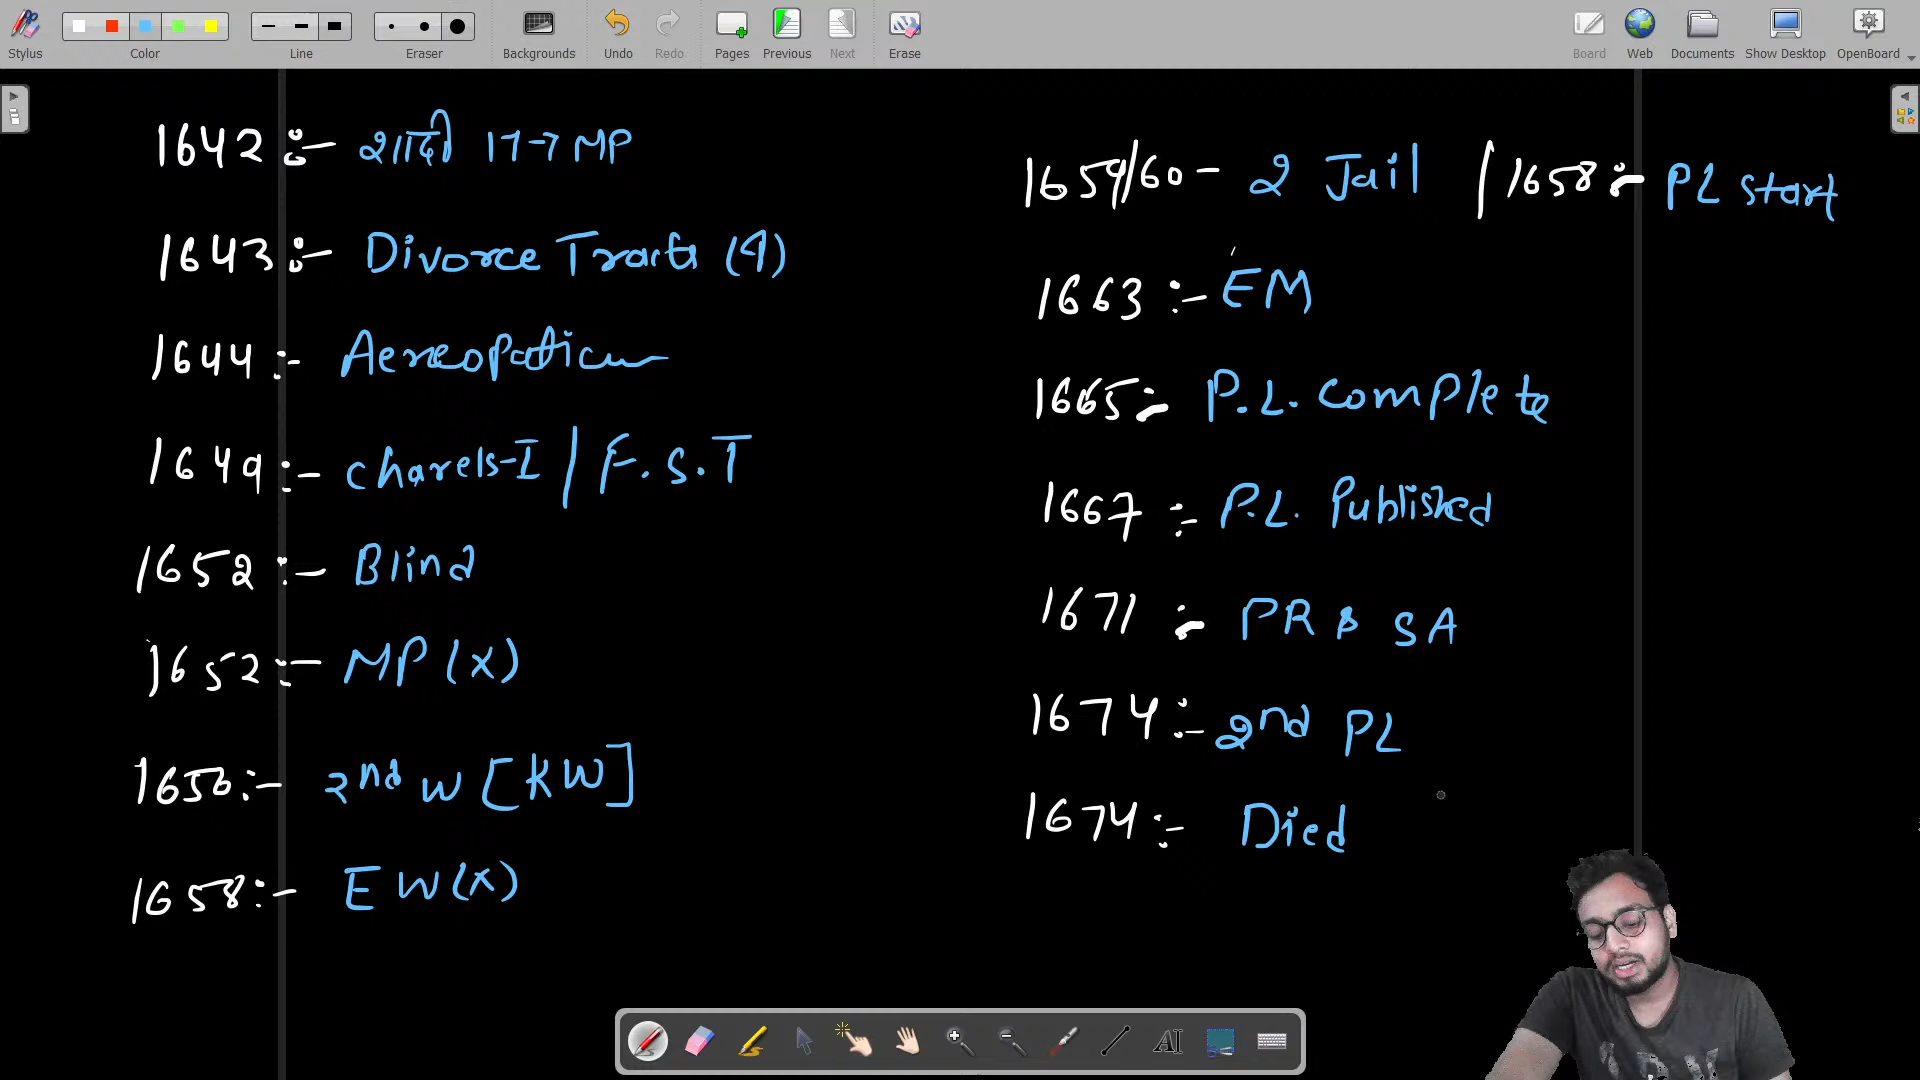 Stylus Color Line Eraser Backgrounds Undo Redo Pages Previous Next Erase Board Web Documents Show Desktop OpenBoard
1642 :- शादी 17 → MP
1643 :- Divorce Tracts (4)
1644 :- Aereopaticu
1649 :- Charels-I / F.S.T
1652 :- Blind
1652 :- MP (x)
1656 :- 2nd W [KW]
1658 :- E W (x)
1659/60 - 2 Jail / 1658 :- PL start
1663 :- EM
1665 :- P.L. Complete
1667 :- P.L. Published
1671 :- PR & SA
1674 :- 2nd PL
1674 :- Died